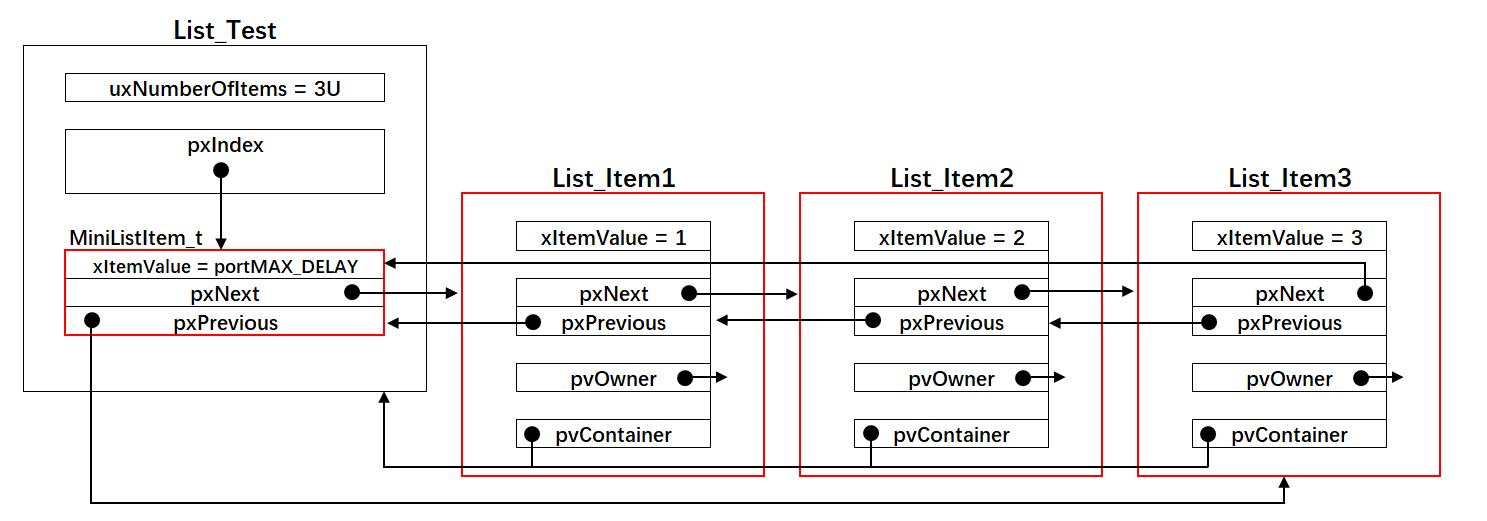 List_Test
uxNumberOfItems = 3U
pxIndex
MiniListItem_t
xItemValue = portMAX_DELAY
pxNext
pxPrevious
List_Item1
xItemValue = 1
pxNext
pxPrevious
pvOwner
pvContainer
List_Item2
xItemValue = 2
pxNext
pxPrevious
pvOwner
pvContainer
List_Item3
xItemValue = 3
pxNext
pxPrevious
pvOwner
pvContainer